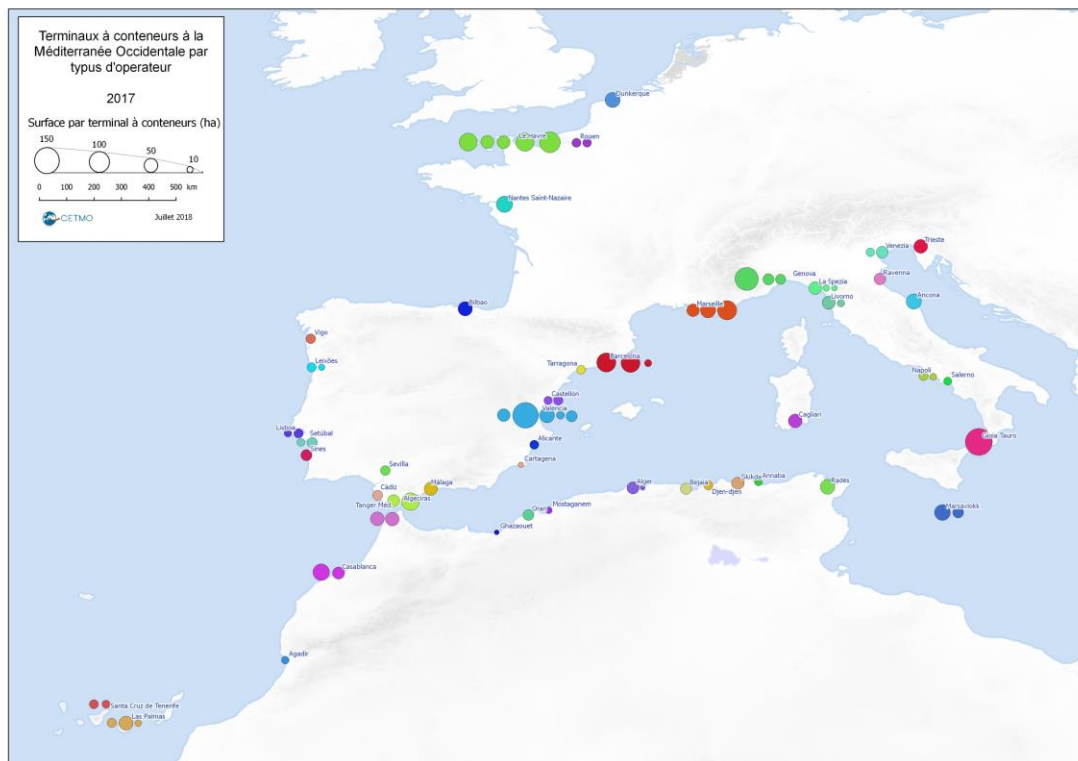 Terminaux à conteneurs à la
Méditerranée Occidentale par
typus d'operateur
2017
Surface par terminal à conteneurs (ha)
150
100
50
10
0 100 200 300 400 500 km
CETMO
Juillet 2018
Dunkerque
Le Havre
Rouen
Nantes Saint-Nazaire
Venezia
Trieste
Ravenna
Genova
La Spezia
Livorno
Ancona
Marseille
Bilbao
Vigo
Leixões
Tarragona
Barcelona
Castellón
València
Napoli
Salerno
Cagliari
Lisboa
Setúbal
Sines
Alicante
Cartagena
Gioia Tauro
Sevilla
Cádiz
Algeciras
Málaga
Tanger Med
Alger
Bejaia
Djen-djen
Skikda
Annaba
Radès
Oran
Mostaganem
Ghazaouet
Marsaxlokk
Casablanca
Agadir
Santa Cruz de Tenerife
Las Palmas